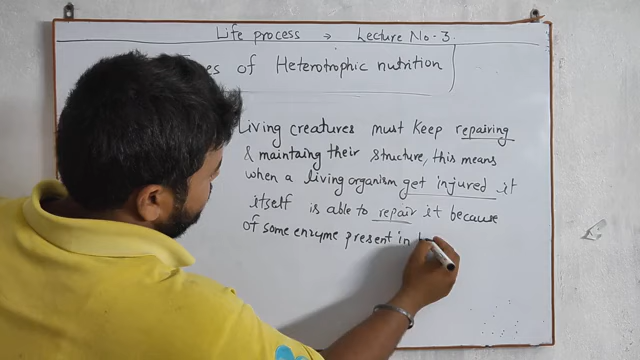 Life process → Lecture No - 3.
es of Heterotrophic nutrition
Living creatures must keep repairing
& maintaing their structure, this means
when a living organism get injured it
itself is able to repair it because
of some enzyme present in